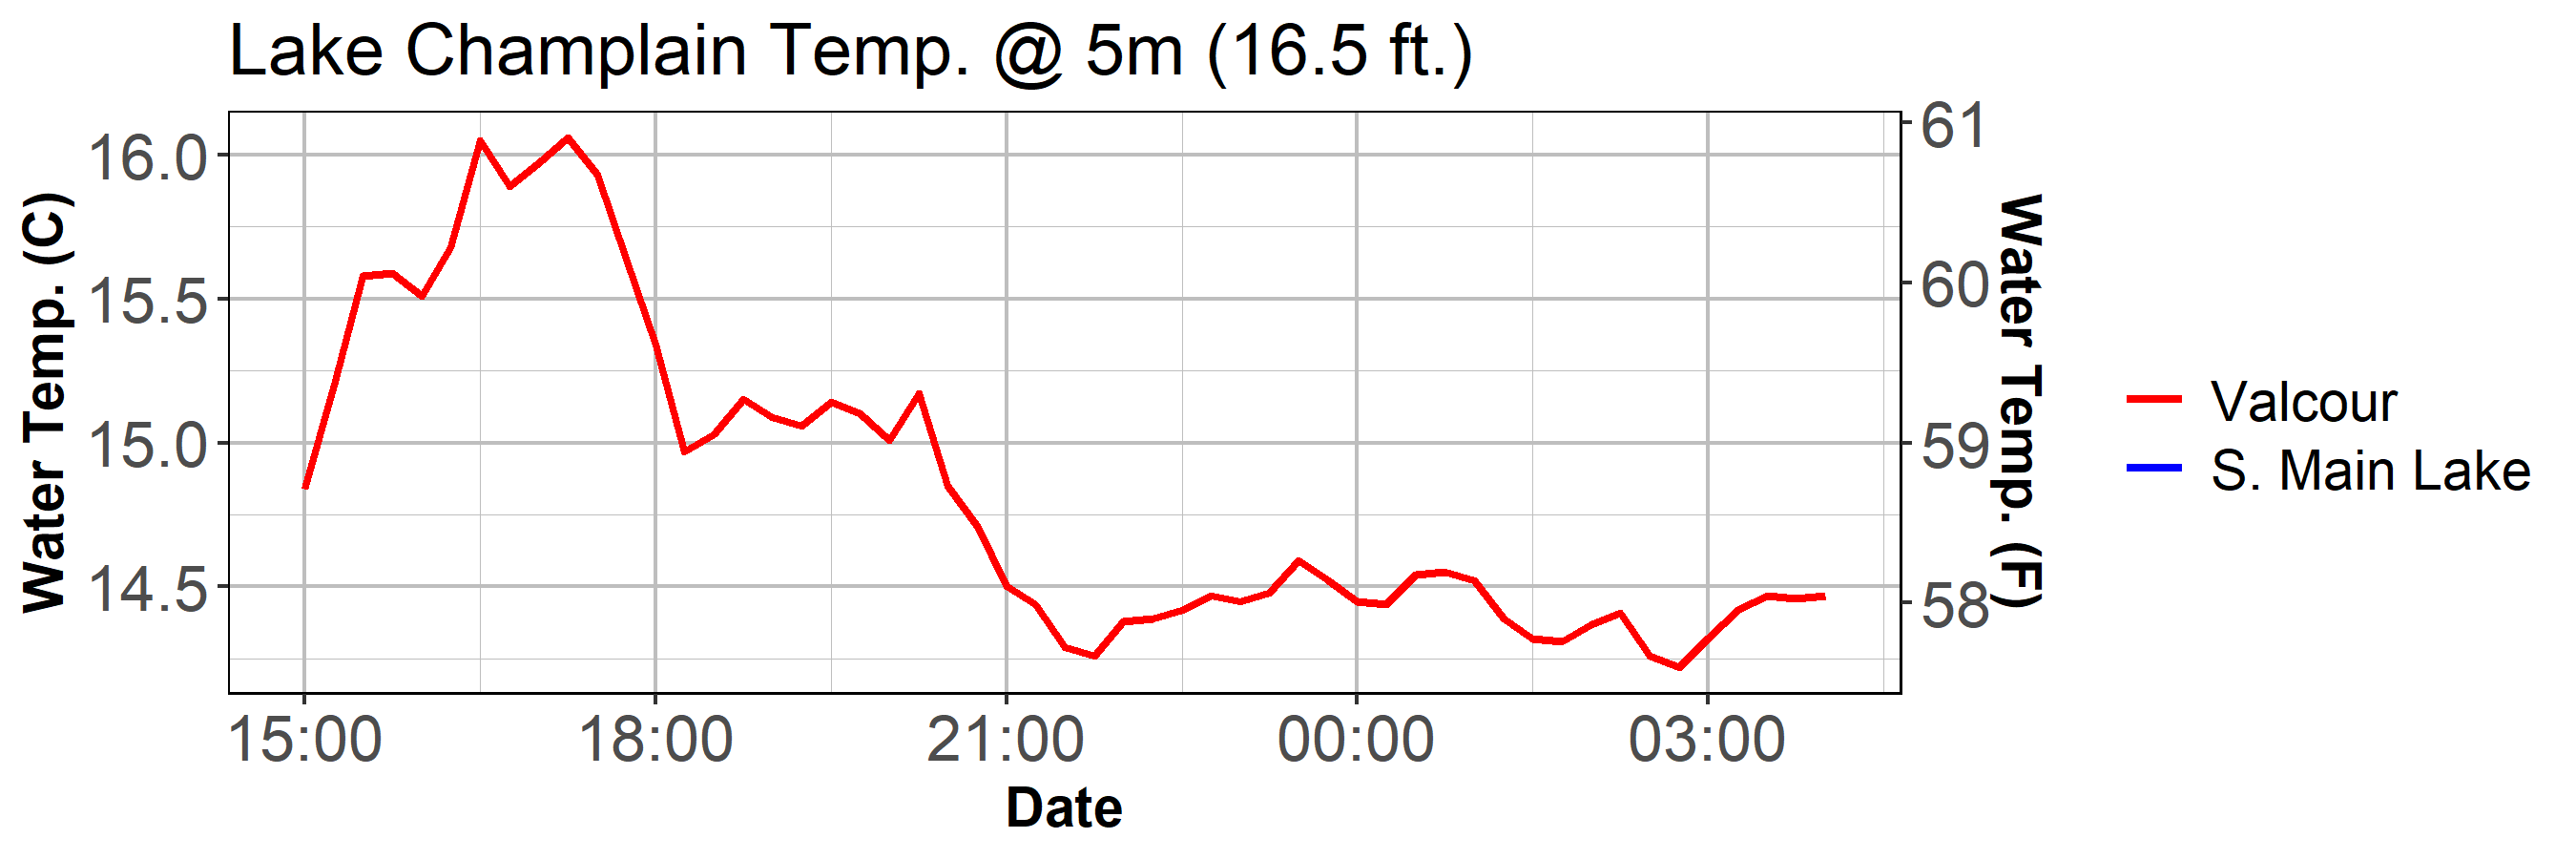 Lake Champlain Temp. @ 5m (16.5 ft.)
Water Temp. (C)
16.0
15.5
15.0
14.5
61
60
59
58
Water Temp. (F)
15:00 18:00 21:00 00:00 03:00
Date
Valcour
S. Main Lake